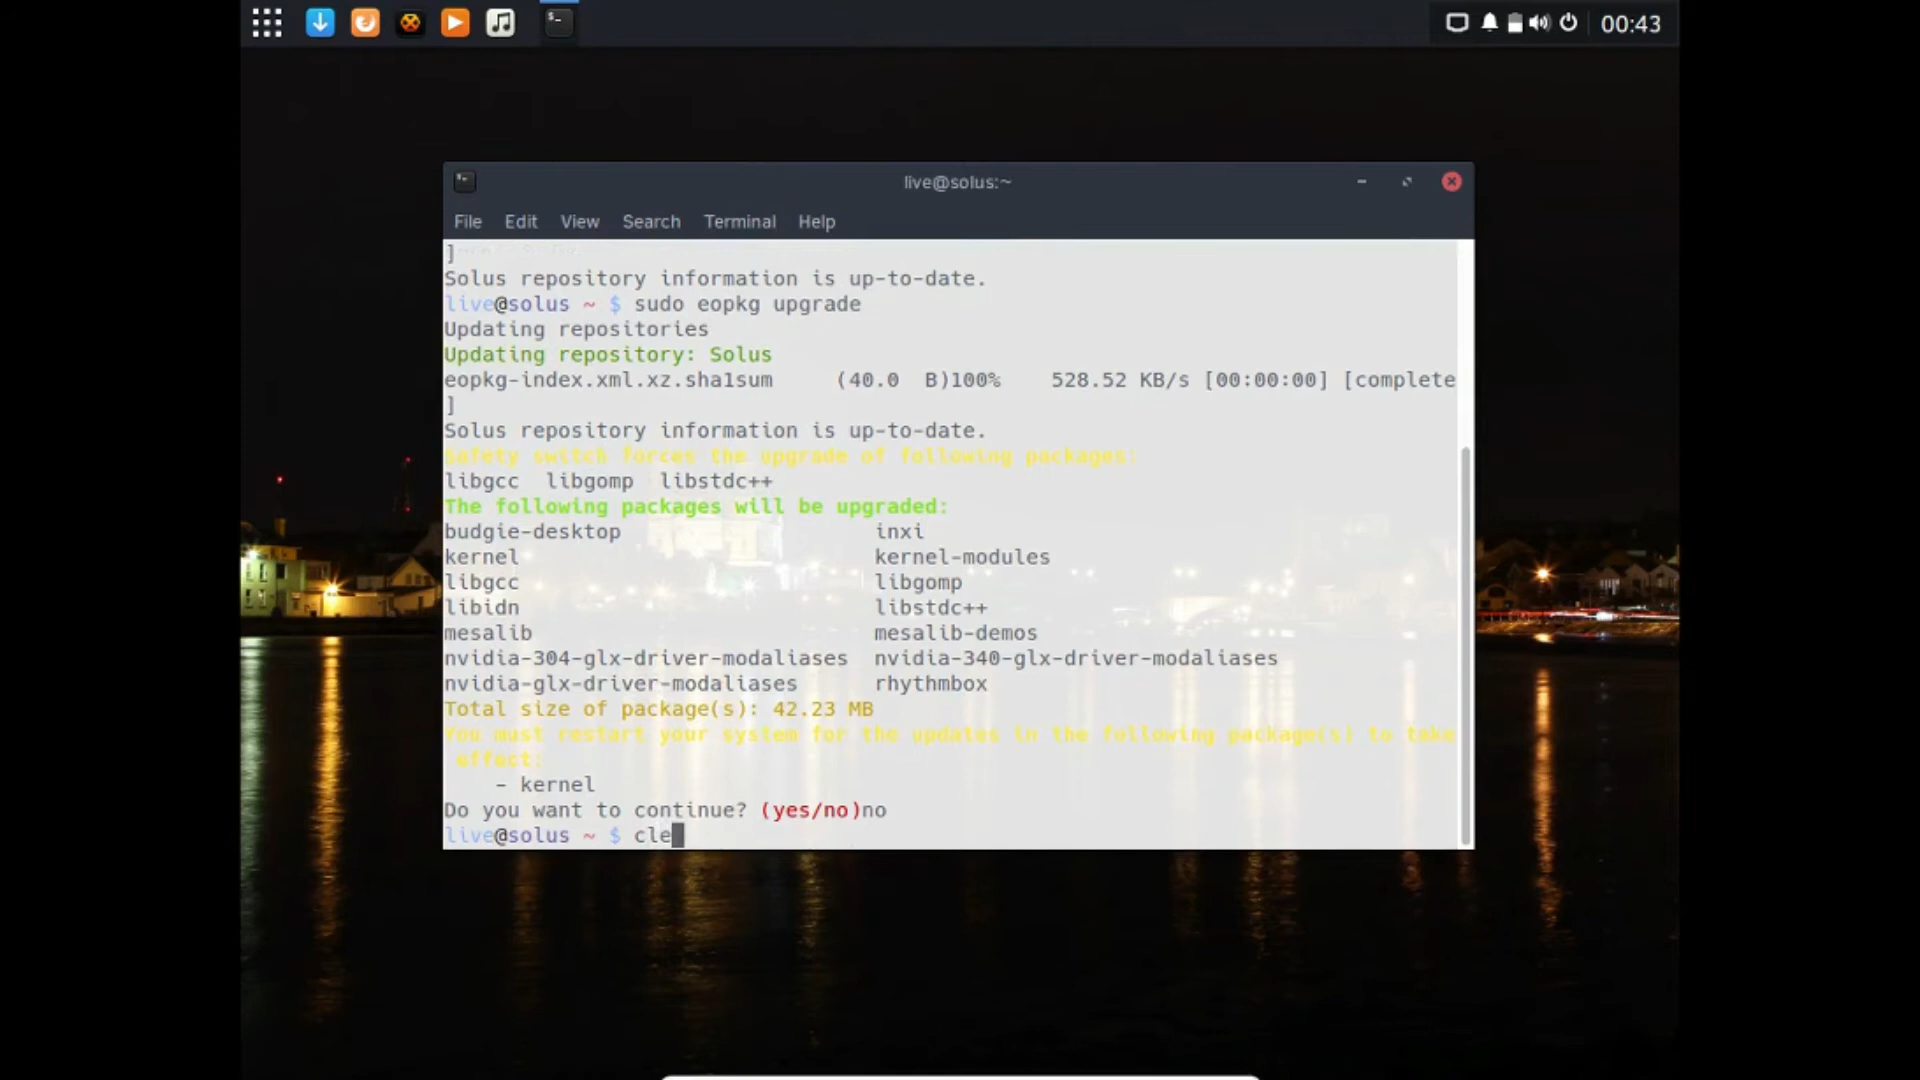 00:43
live@solus:~
File Edit View Search Terminal Help
]
Solus repository information is up-to-date.
live@solus ~ $ sudo eopkg upgrade
Updating repositories
Updating repository: Solus
eopkg-index.xml.xz.sha1sum (40.0 B)100% 528.52 KB/s [00:00:00] [complete
]
Solus repository information is up-to-date.
Safety switch forces the upgrade of following packages:
libgcc libgomp libstdc++
The following packages will be upgraded:
budgie-desktop inxi
kernel kernel-modules
libgcc libgomp
libidn libstdc++
mesalib mesalib-demos
nvidia-304-glx-driver-modaliases nvidia-340-glx-driver-modaliases
nvidia-glx-driver-modaliases rhythmbox
Total size of package(s): 42.23 MB
You must restart your system for the updates in the following package(s) to take
effect:
- kernel
Do you want to continue? (yes/no)no
live@solus ~ $ cle